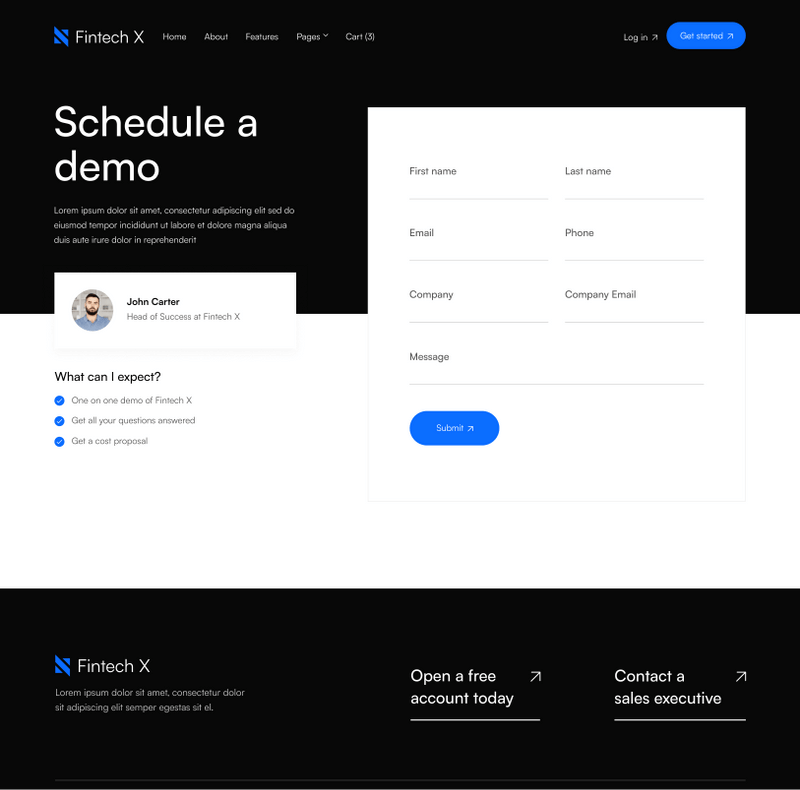 Fintech X
Home
About
Features
Pages
Cart (3)
Log in
Get started
Schedule a
demo
Lorem ipsum dolor sit amet, consectetur adipiscing elit sed do
eiusmod tempor incididunt ut labore et dolore magna aliqua
duis aute irure dolor in reprehenderit
John Carter
Head of Success at Fintech X
What can I expect?
One on one demo of Fintech X
Get all your questions answered
Get a cost proposal
First name
Last name
Email
Phone
Company
Company Email
Message
Submit
Fintech X
Lorem ipsum dolor sit amet, consectetur dolor
sit adipiscing elit semper egestas sit el.
Open a free
account today
Contact a
sales executive